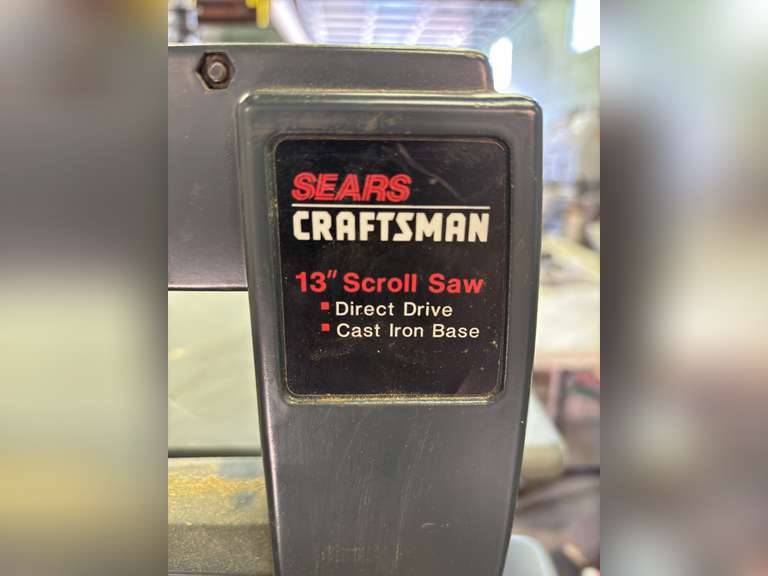 SEARS
CRAFTSMAN
13" Scroll Saw
Direct Drive
Cast Iron Base